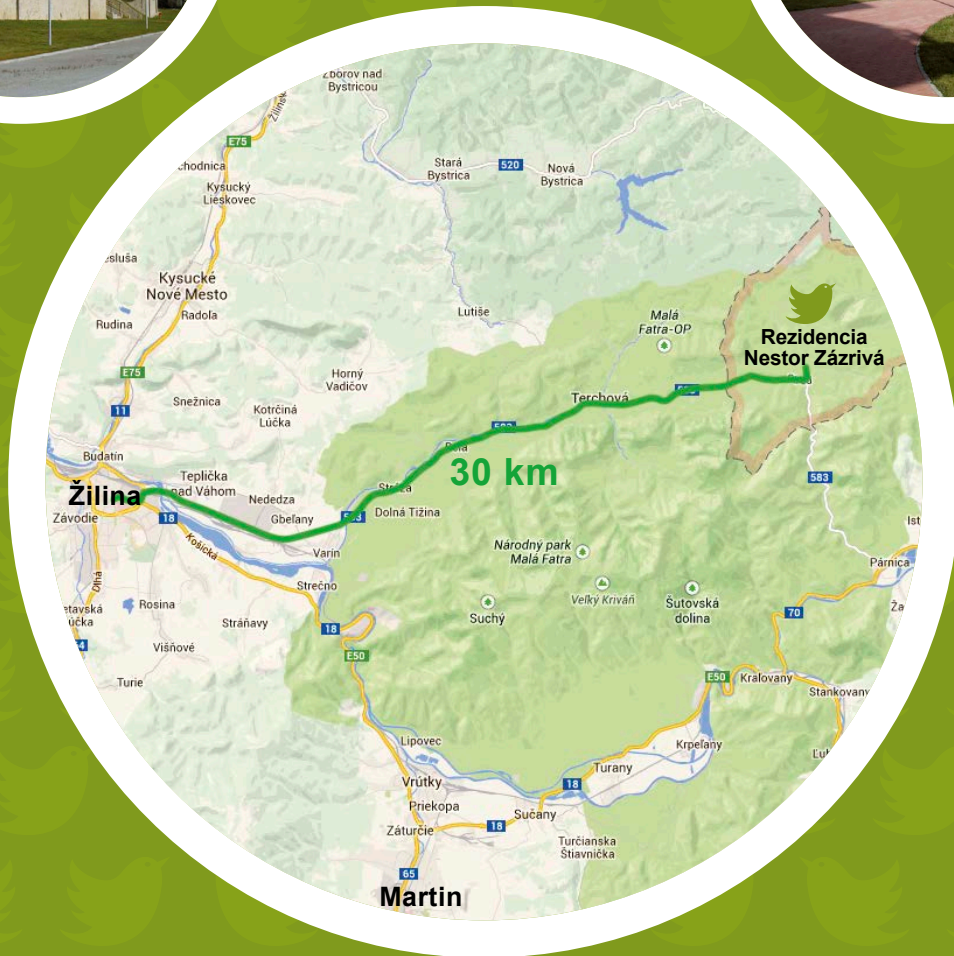 Zborov nad
Bystricou
E75
Stará
Bystrica
520
Nová
Bystrica
Kysucký
Lieskovec
Kysucké
Nové Mesto
Radoľa
Rudina
Lutiše
Malá
Fatra-OP
Rezidencia
Nestor Zázrivá
E75
Horný
Vadičov
Snežnica
11
Kotrčiná
Lúčka
Terchová
Budatín
Teplička
nad Váhom
30 km
Žilina
Nededza
Gbeľany
Dolná Tižina
583
Závodie
18
Košická
Varín
Národný park
Malá Fatra
Párnica
Dlhá
Strečno
Veľký Kriváň
Rosina
Suchý
Šutovská
dolina
70
Stráňavy
18
Višňové
E50
Turie
E50
Kraľovany
Stankovany
Lipovec
Krpeľany
Vrútky
Turany
18
Priekopa
Sučany
Záturčie
18
Turčianska
Štiavnička
65
Martin